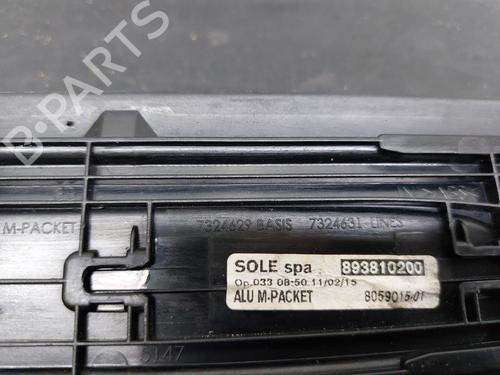 B-PARTS
M-PACKET
7324629 BASIS 7324631 LINES
SOLE spa 893810200
Op.033 08:50 11/02/15
ALU M-PACKET 8059015-01
5147
B-PARTS